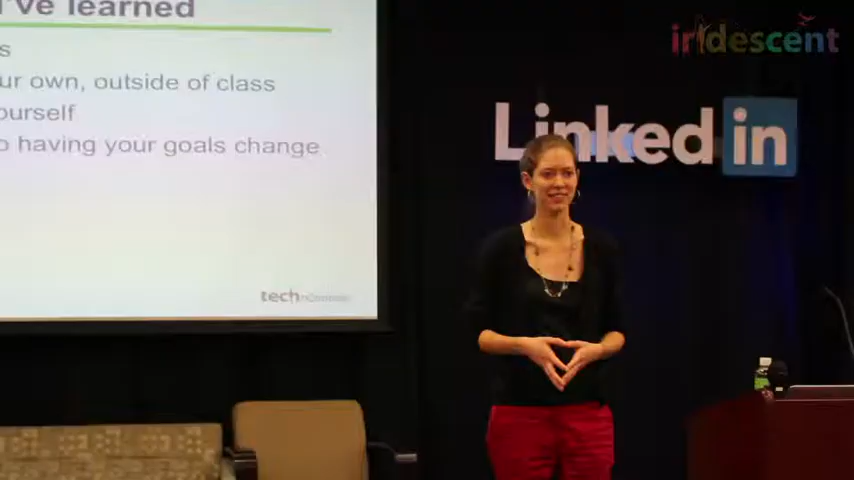 I've learned
s
ur own, outside of class
ourself
o having your goals change
tech
iridescent
Linked in